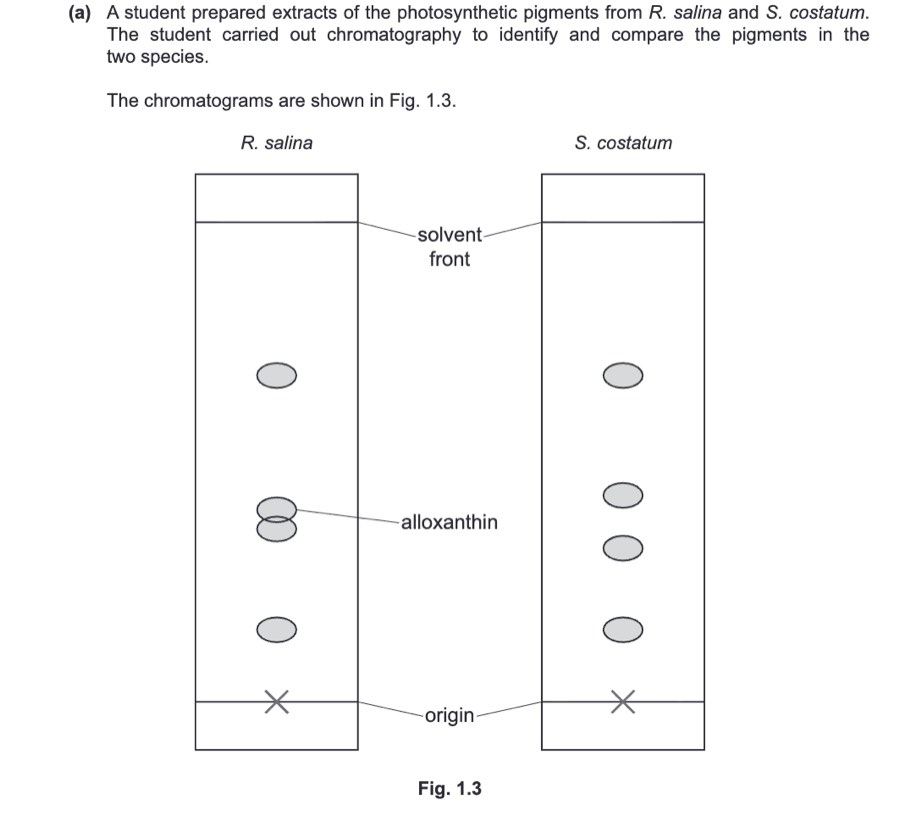 (a) A student prepared extracts of the photosynthetic pigments from R. salina and S. costatum.
The student carried out chromatography to identify and compare the pigments in the
two species.
The chromatograms are shown in Fig. 1.3.
R. salina
S. costatum
solvent
front
alloxanthin
origin
Fig. 1.3